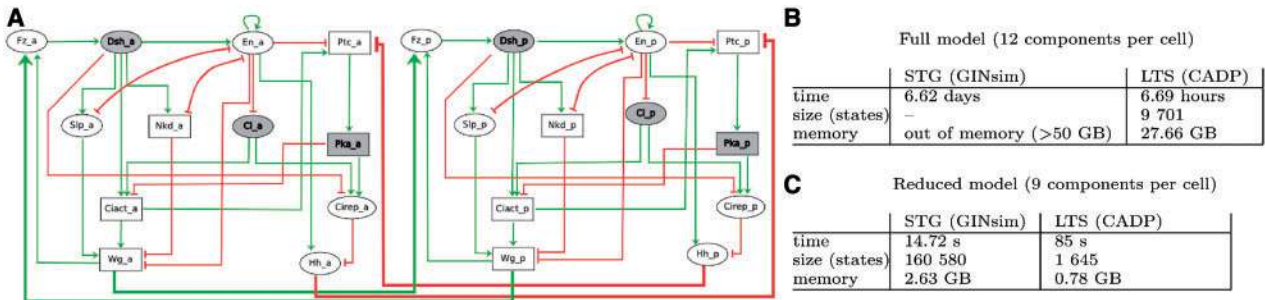 A
B
Fz_a
Dsh_a
En_a
Ptc_a
Fz_p
Dsh_p
En_p
Ptc_p
Slp_a
Nkd_a
Ci_a
Pka_a
Slp_p
Nkd_p
Ci_p
Pka_p
Ciact_a
Cirep_a
Ciact_p
Cirep_p
Wg_a
Hh_a
Wg_p
Hh_p
Full model (12 components per cell)
STG (GINsim) LTS (CADP)
time 6.62 days 6.69 hours
size (states) – 9 701
memory out of memory (>50 GB) 27.66 GB
C Reduced model (9 components per cell)
STG (GINsim) LTS (CADP)
time 14.72 s 85 s
size (states) 160 580 1 645
memory 2.63 GB 0.78 GB